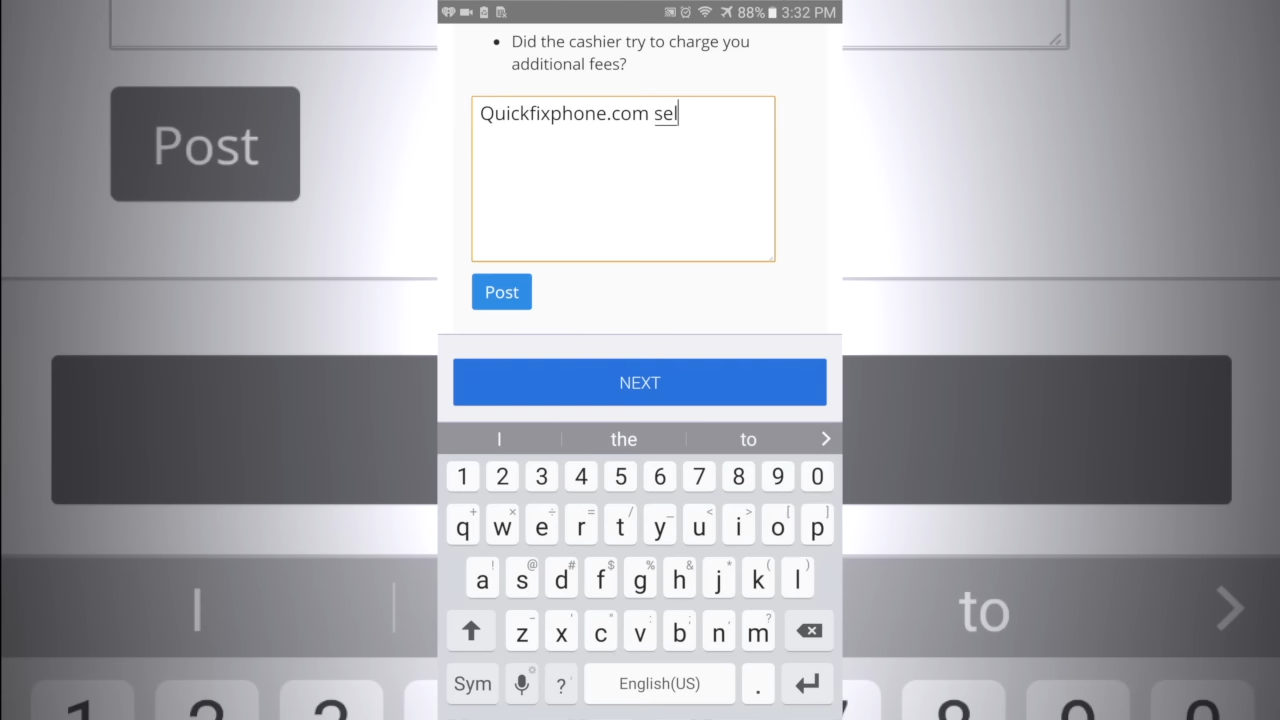 88% 3:32 PM
• Did the cashier try to charge you
additional fees?
Quickfixphone.com sel
Post
Post
NEXT
I the to
I to
1 2 3 4 5 6 7 8 9 0
q w e r t y u i o p
a s d f g h j k l
z x c v b n m
Sym ? English(US) .